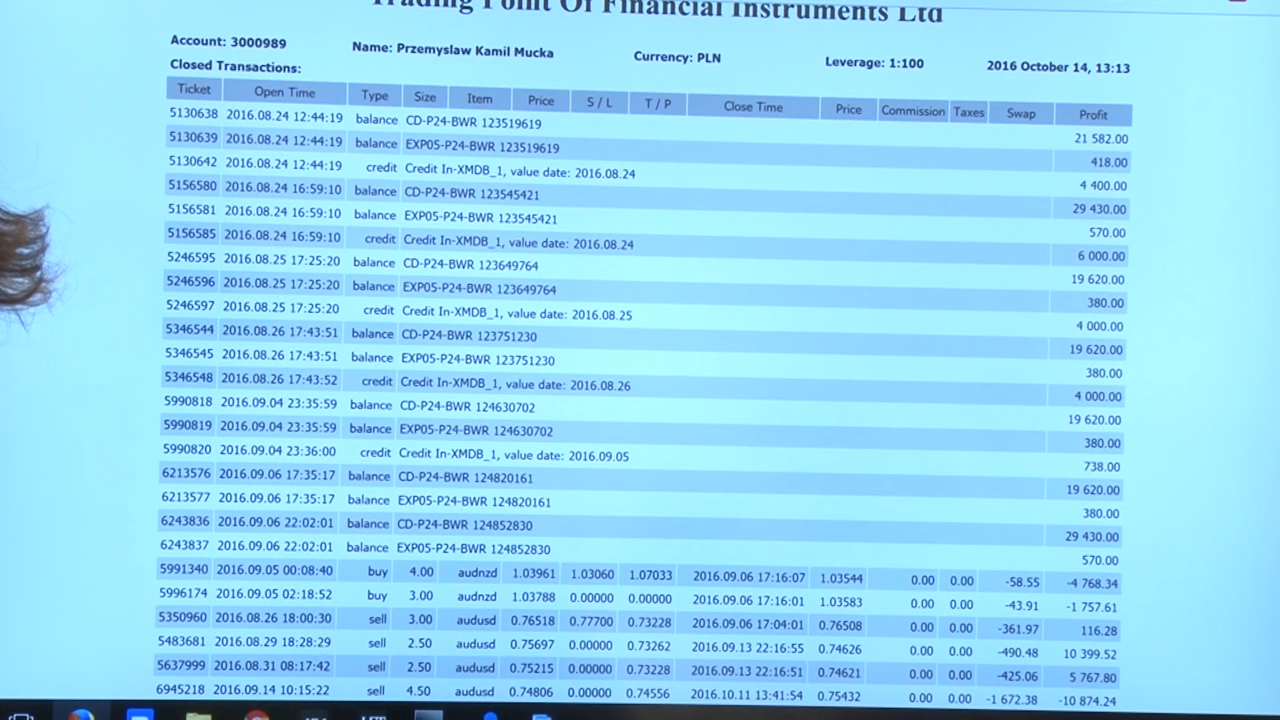 Trading Point Of Financial Instruments Ltd
Account: 3000989 Name: Przemyslaw Kamil Mucka Currency: PLN Leverage: 1:100 2016 October 14, 13:13
Closed Transactions:
Ticket Open Time Type Size Item Price S / L T / P Close Time Price Commission Taxes Swap Profit
5130638 2016.08.24 12:44:19 balance CD-P24-BWR 123519619 21 582.00
5130639 2016.08.24 12:44:19 balance EXP05-P24-BWR 123519619 418.00
5130642 2016.08.24 12:44:19 credit Credit In-XMDB_1, value date: 2016.08.24 4 400.00
5156580 2016.08.24 16:59:10 balance CD-P24-BWR 123545421 29 430.00
5156581 2016.08.24 16:59:10 balance EXP05-P24-BWR 123545421 570.00
5156585 2016.08.24 16:59:10 credit Credit In-XMDB_1, value date: 2016.08.24 6 000.00
5246595 2016.08.25 17:25:20 balance CD-P24-BWR 123649764 19 620.00
5246596 2016.08.25 17:25:20 balance EXP05-P24-BWR 123649764 380.00
5246597 2016.08.25 17:25:20 credit Credit In-XMDB_1, value date: 2016.08.25 4 000.00
5346544 2016.08.26 17:43:51 balance CD-P24-BWR 123751230 19 620.00
5346545 2016.08.26 17:43:51 balance EXP05-P24-BWR 123751230 380.00
5346548 2016.08.26 17:43:52 credit Credit In-XMDB_1, value date: 2016.08.26 4 000.00
5990818 2016.09.04 23:35:59 balance CD-P24-BWR 124630702 19 620.00
5990819 2016.09.04 23:35:59 balance EXP05-P24-BWR 124630702 380.00
5990820 2016.09.04 23:36:00 credit Credit In-XMDB_1, value date: 2016.09.05 738.00
6213576 2016.09.06 17:35:17 balance CD-P24-BWR 124820161 19 620.00
6213577 2016.09.06 17:35:17 balance EXP05-P24-BWR 124820161 380.00
6243836 2016.09.06 22:02:01 balance CD-P24-BWR 124852830 29 430.00
6243837 2016.09.06 22:02:01 balance EXP05-P24-BWR 124852830 570.00
5991340 2016.09.05 00:08:40 buy 4.00 audnzd 1.03961 1.03060 1.07033 2016.09.06 17:16:07 1.03544 0.00 0.00 -58.55 -4 768.34
5996174 2016.09.05 02:18:52 buy 3.00 audnzd 1.03788 0.00000 0.00000 2016.09.06 17:16:01 1.03583 0.00 0.00 -43.91 -1 757.61
5350960 2016.08.26 18:00:30 sell 3.00 audusd 0.76518 0.77700 0.73228 2016.09.06 17:04:01 0.76508 0.00 0.00 -361.97 116.28
5483681 2016.08.29 18:28:29 sell 2.50 audusd 0.75697 0.00000 0.73262 2016.09.13 22:16:55 0.74626 0.00 0.00 -490.48 10 399.52
5637999 2016.08.31 08:17:42 sell 2.50 audusd 0.75215 0.00000 0.73228 2016.09.13 22:16:51 0.74621 0.00 0.00 -425.06 5 767.80
6945218 2016.09.14 10:15:22 sell 4.50 audusd 0.74806 0.00000 0.74556 2016.10.11 13:41:54 0.75432 0.00 0.00 -1 672.38 -10 874.24